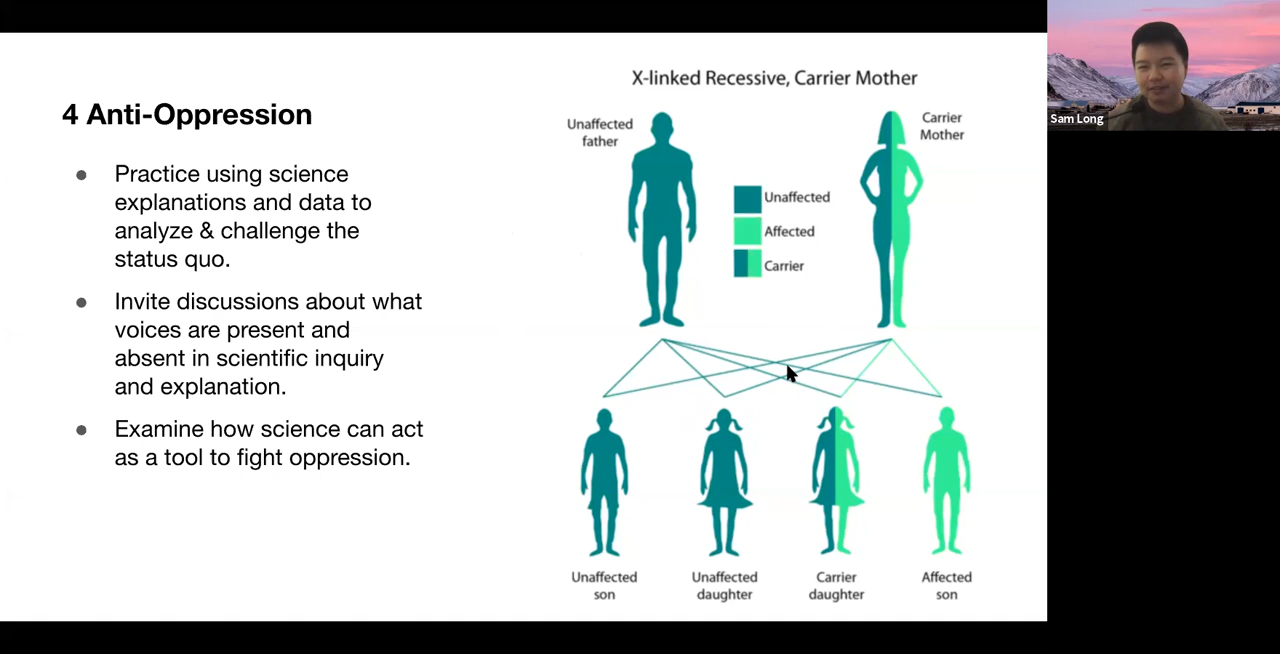 4 Anti-Oppression
● Practice using science
explanations and data to
analyze & challenge the
status quo.
● Invite discussions about what
voices are present and
absent in scientific inquiry
and explanation.
● Examine how science can act
as a tool to fight oppression.
X-linked Recessive, Carrier Mother
Unaffected
father
Carrier
Mother
Unaffected
Affected
Carrier
Unaffected
son
Unaffected
daughter
Carrier
daughter
Affected
son
Sam Long